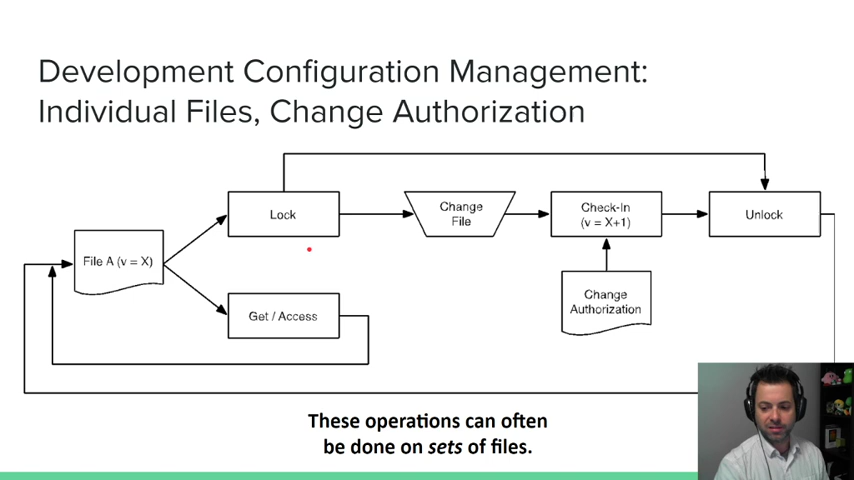 Development Configuration Management:
Individual Files, Change Authorization
File A (v = X)
Lock
Get / Access
Change
File
Check-In
(v = X+1)
Change
Authorization
Unlock
These operations can often
be done on sets of files.